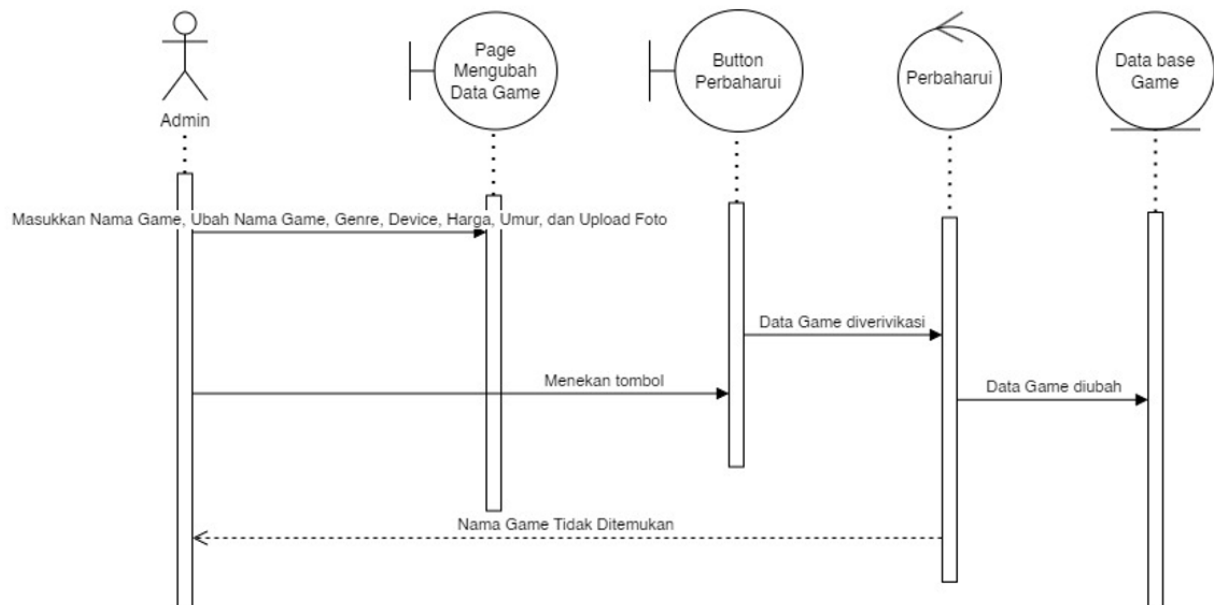 Page
Mengubah
Data Game
Button
Perbaharui
Perbaharui
Data base
Game
Admin
Masukkan Nama Game, Ubah Nama Game, Genre, Device, Harga, Umur, dan Upload Foto
Data Game diverivikasi
Menekan tombol
Data Game diubah
Nama Game Tidak Ditemukan